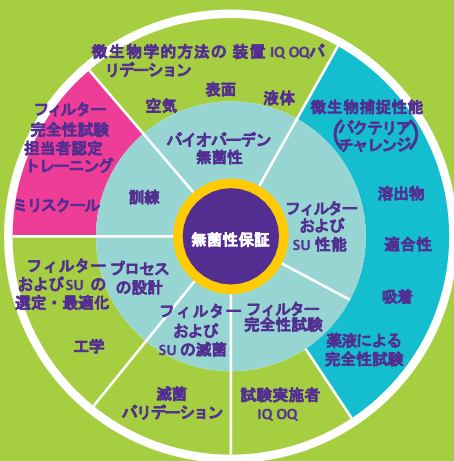 微生物学的方法の 装置 IQ OQバ
リデーション
表面
空気
液体
バイオバーデン
無菌性
微生物捕捉性能
(バクテリア
チャレンジ)
溶出物
適合性
吸着
薬液による
完全性試験
フィルター
および
SU 性能
フィルター
完全性試験
担当者認定
トレーニング
ミリスクール
訓練
無菌性保証
フィルター
およびSU の
選定・最適化
工学
プロセス
の設計
フィルター
および
SU の滅菌
フィルター
完全性試験
滅菌
バリデーション
試験実施者
IQ OQ